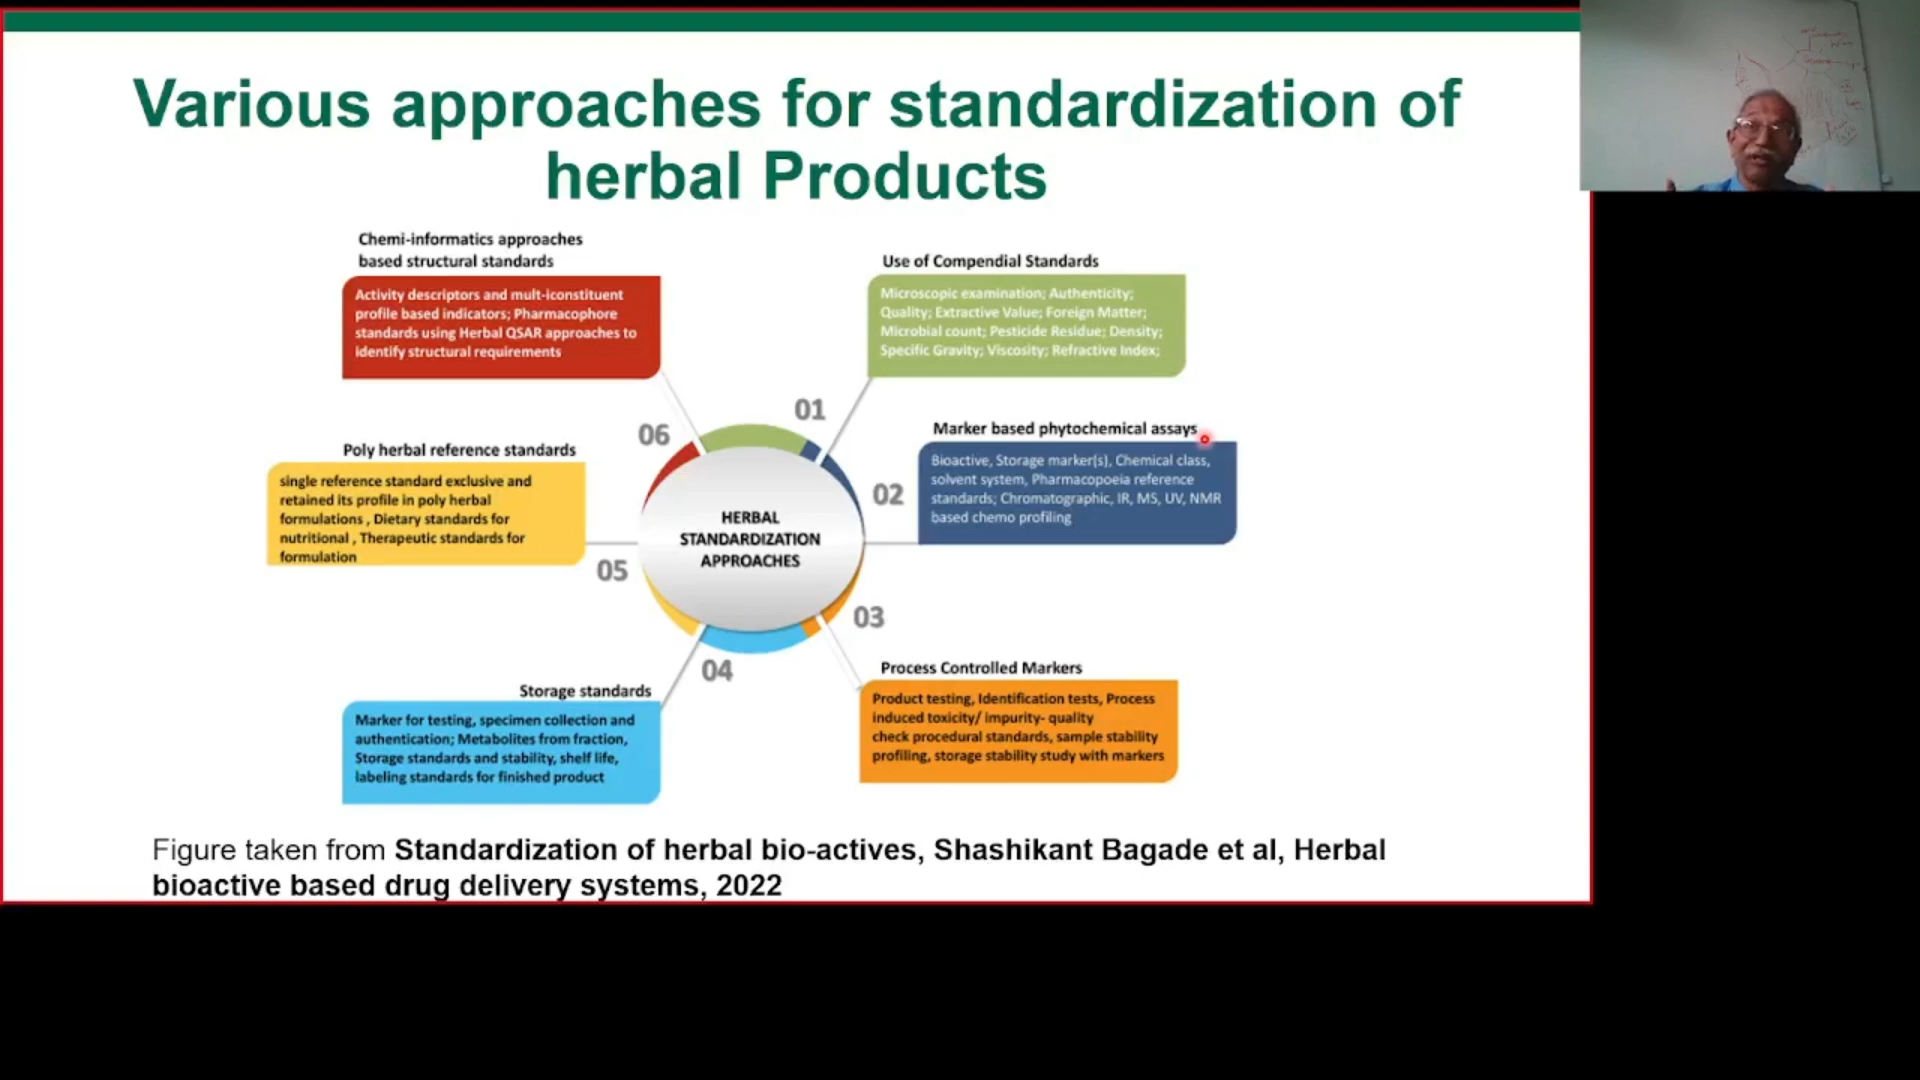 Various approaches for standardization of
herbal Products
Chemi-informatics approaches
based structural standards
Activity descriptors and mult-iconstituent
profile based indicators; Pharmacophore
standards using Herbal QSAR approaches to
identify structural requirements
Use of Compendial Standards
Microscopic examination; Authenticity;
Quality; Extractive Value; Foreign Matter;
Microbial count; Pesticide Residue; Density;
Specific Gravity; Viscosity; Refractive Index;
01
06
Marker based phytochemical assays
Bioactive, Storage marker(s), Chemical class,
solvent system, Pharmacopoeia reference
standards; Chromatographic, IR, MS, UV, NMR
based chemo profiling
02
Poly herbal reference standards
single reference standard exclusive and
retained its profile in poly herbal
formulations , Dietary standards for
nutritional , Therapeutic standards for
formulation
05
HERBAL
STANDARDIZATION
APPROACHES
03
04
Process Controlled Markers
Product testing, Identification tests, Process
induced toxicity/ impurity- quality
check procedural standards, sample stability
profiling, storage stability study with markers
Storage standards
Marker for testing, specimen collection and
authentication; Metabolites from fraction,
Storage standards and stability, shelf life,
labeling standards for finished product
Figure taken from Standardization of herbal bio-actives, Shashikant Bagade et al, Herbal
bioactive based drug delivery systems, 2022